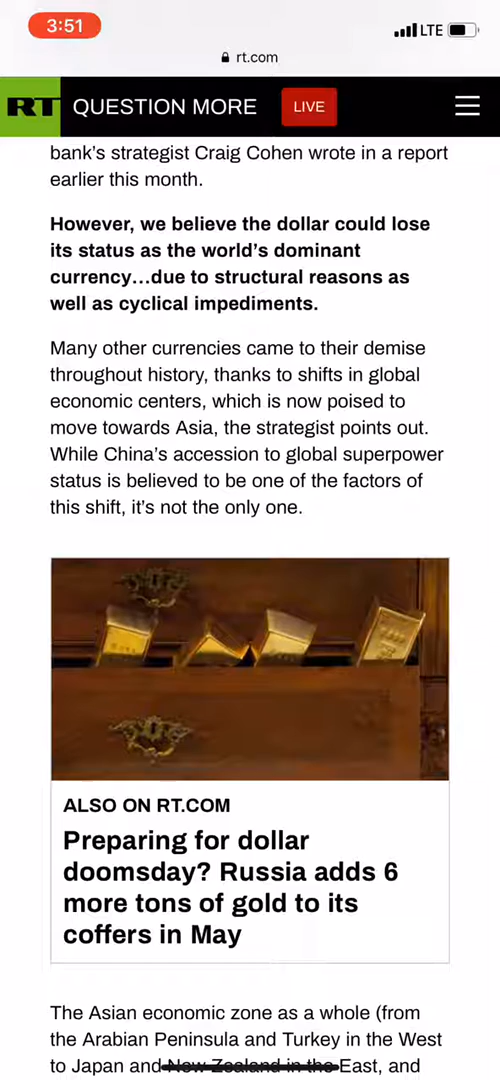 3:51
LTE
rt.com
RT QUESTION MORE LIVE
bank’s strategist Craig Cohen wrote in a report
earlier this month.
However, we believe the dollar could lose
its status as the world’s dominant
currency…due to structural reasons as
well as cyclical impediments.
Many other currencies came to their demise
throughout history, thanks to shifts in global
economic centers, which is now poised to
move towards Asia, the strategist points out.
While China’s accession to global superpower
status is believed to be one of the factors of
this shift, it’s not the only one.
ALSO ON RT.COM
Preparing for dollar
doomsday? Russia adds 6
more tons of gold to its
coffers in May
The Asian economic zone as a whole (from
the Arabian Peninsula and Turkey in the West
to Japan and New Zealand in the East, and